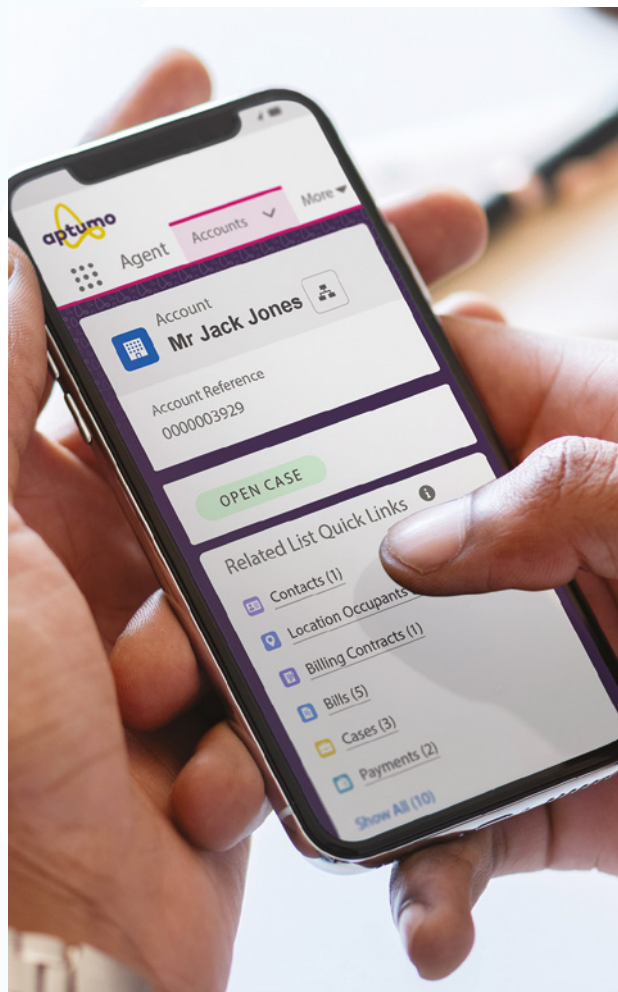 aptumo
Agent
Accounts
More
Account
Mr Jack Jones
Account Reference
0000003929
OPEN CASE
Related List Quick Links
Contacts (1)
Location Occupants
Billing Contracts (1)
Bills (5)
Cases (3)
Payments (2)
Show All (10)